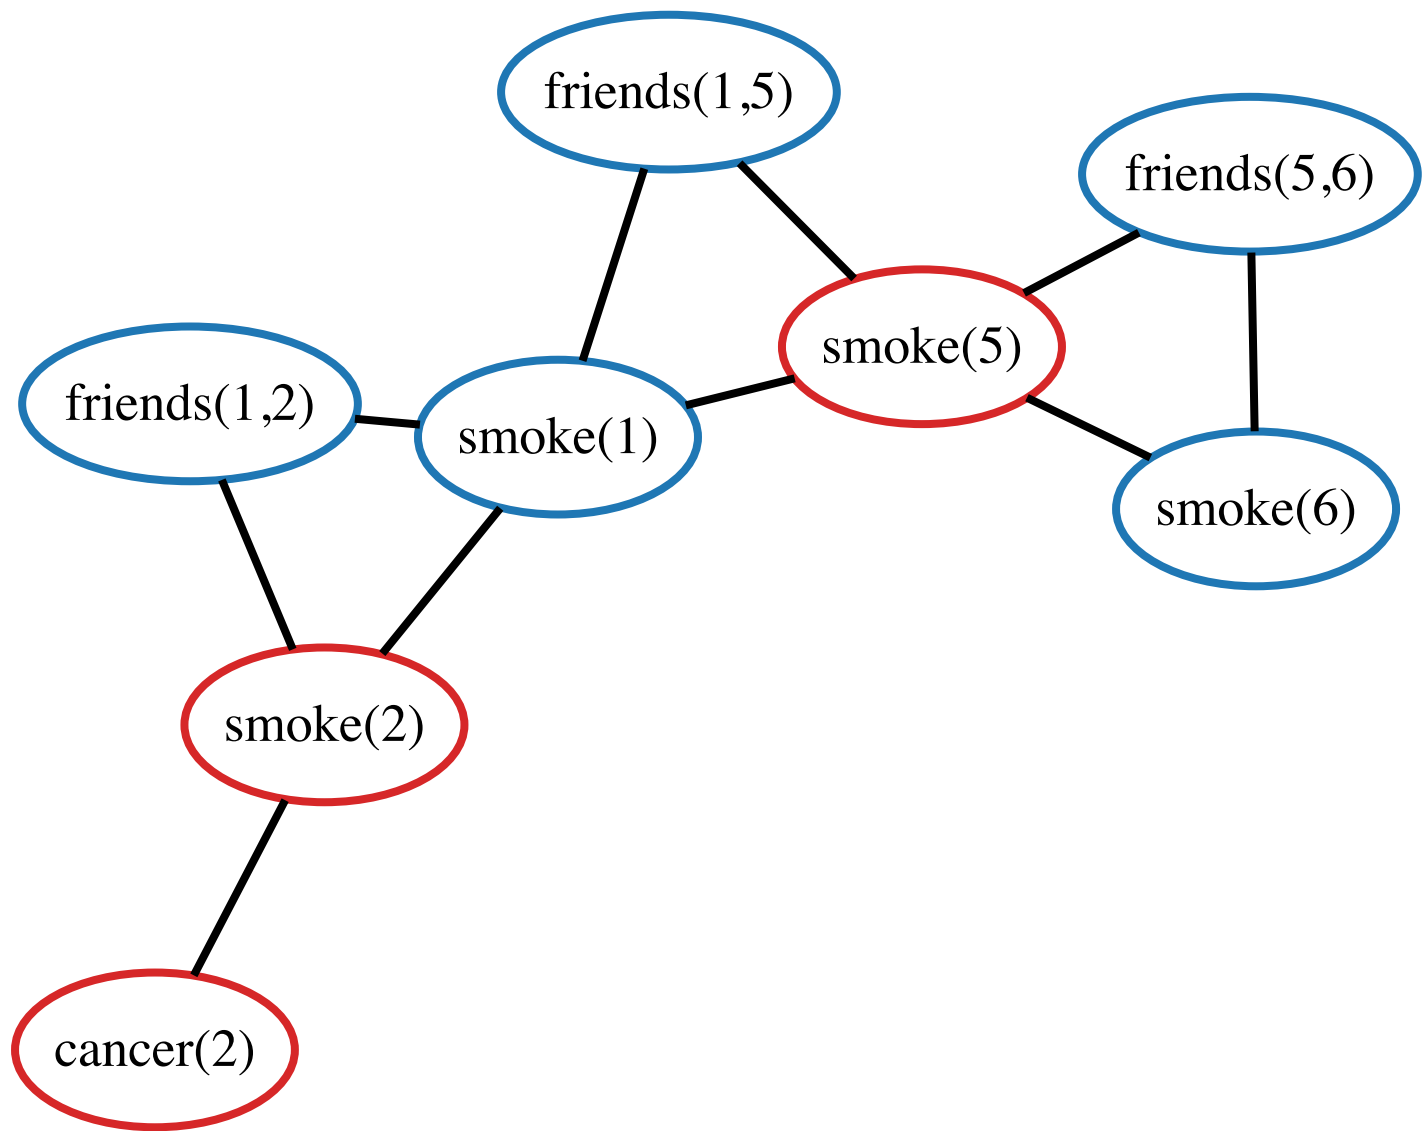 friends(1,5)
friends(5,6)
smoke(5)
friends(1,2)
smoke(1)
smoke(6)
smoke(2)
cancer(2)